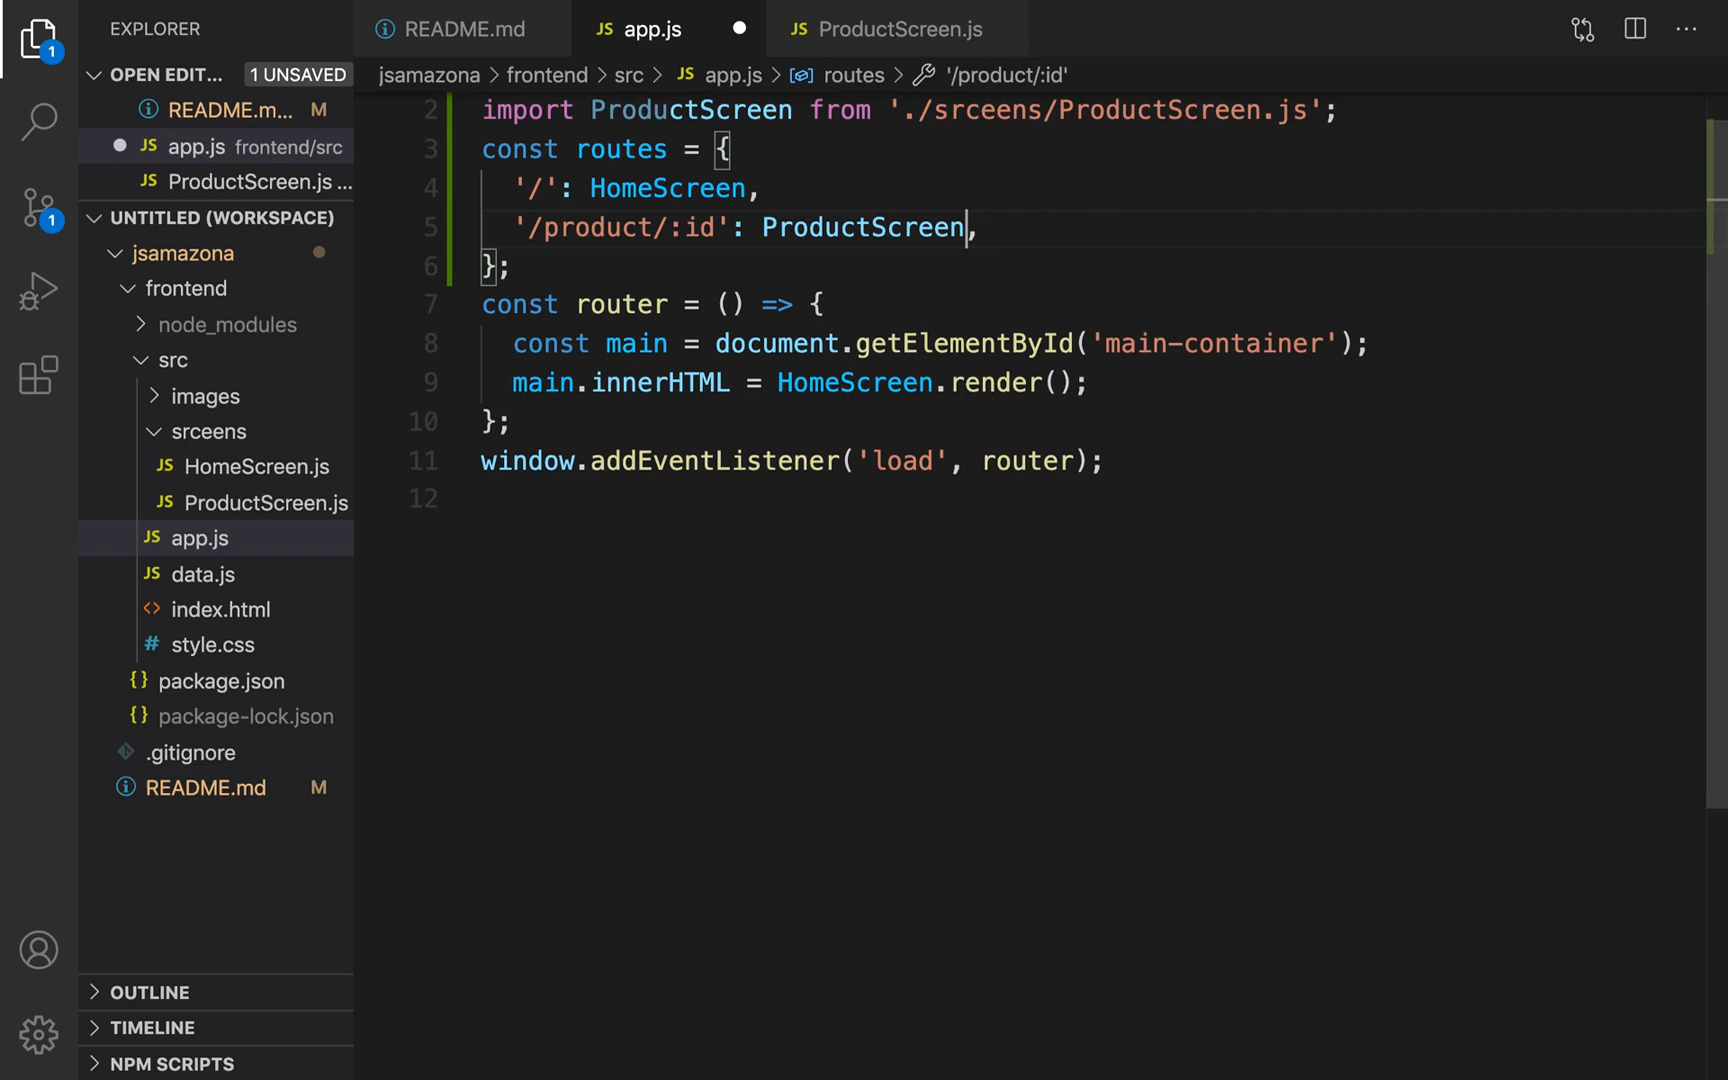 EXPLORER
README.md
app.js
ProductScreen.js
OPEN EDIT... 1 UNSAVED
README.m... M
app.js frontend/src
ProductScreen.js ...
UNTITLED (WORKSPACE)
jsamazona
frontend
node_modules
src
images
srceens
HomeScreen.js
ProductScreen.js
app.js
data.js
index.html
style.css
package.json
package-lock.json
.gitignore
README.md M
OUTLINE
TIMELINE
NPM SCRIPTS
1
1
jsamazona > frontend > src > JS app.js > routes > '/product/:id'
2 import ProductScreen from './srceens/ProductScreen.js';
3 const routes = {
4 '/': HomeScreen,
5 '/product/:id': ProductScreen,
6 };
7 const router = () => {
8 const main = document.getElementById('main-container');
9 main.innerHTML = HomeScreen.render();
10 };
11 window.addEventListener('load', router);
12